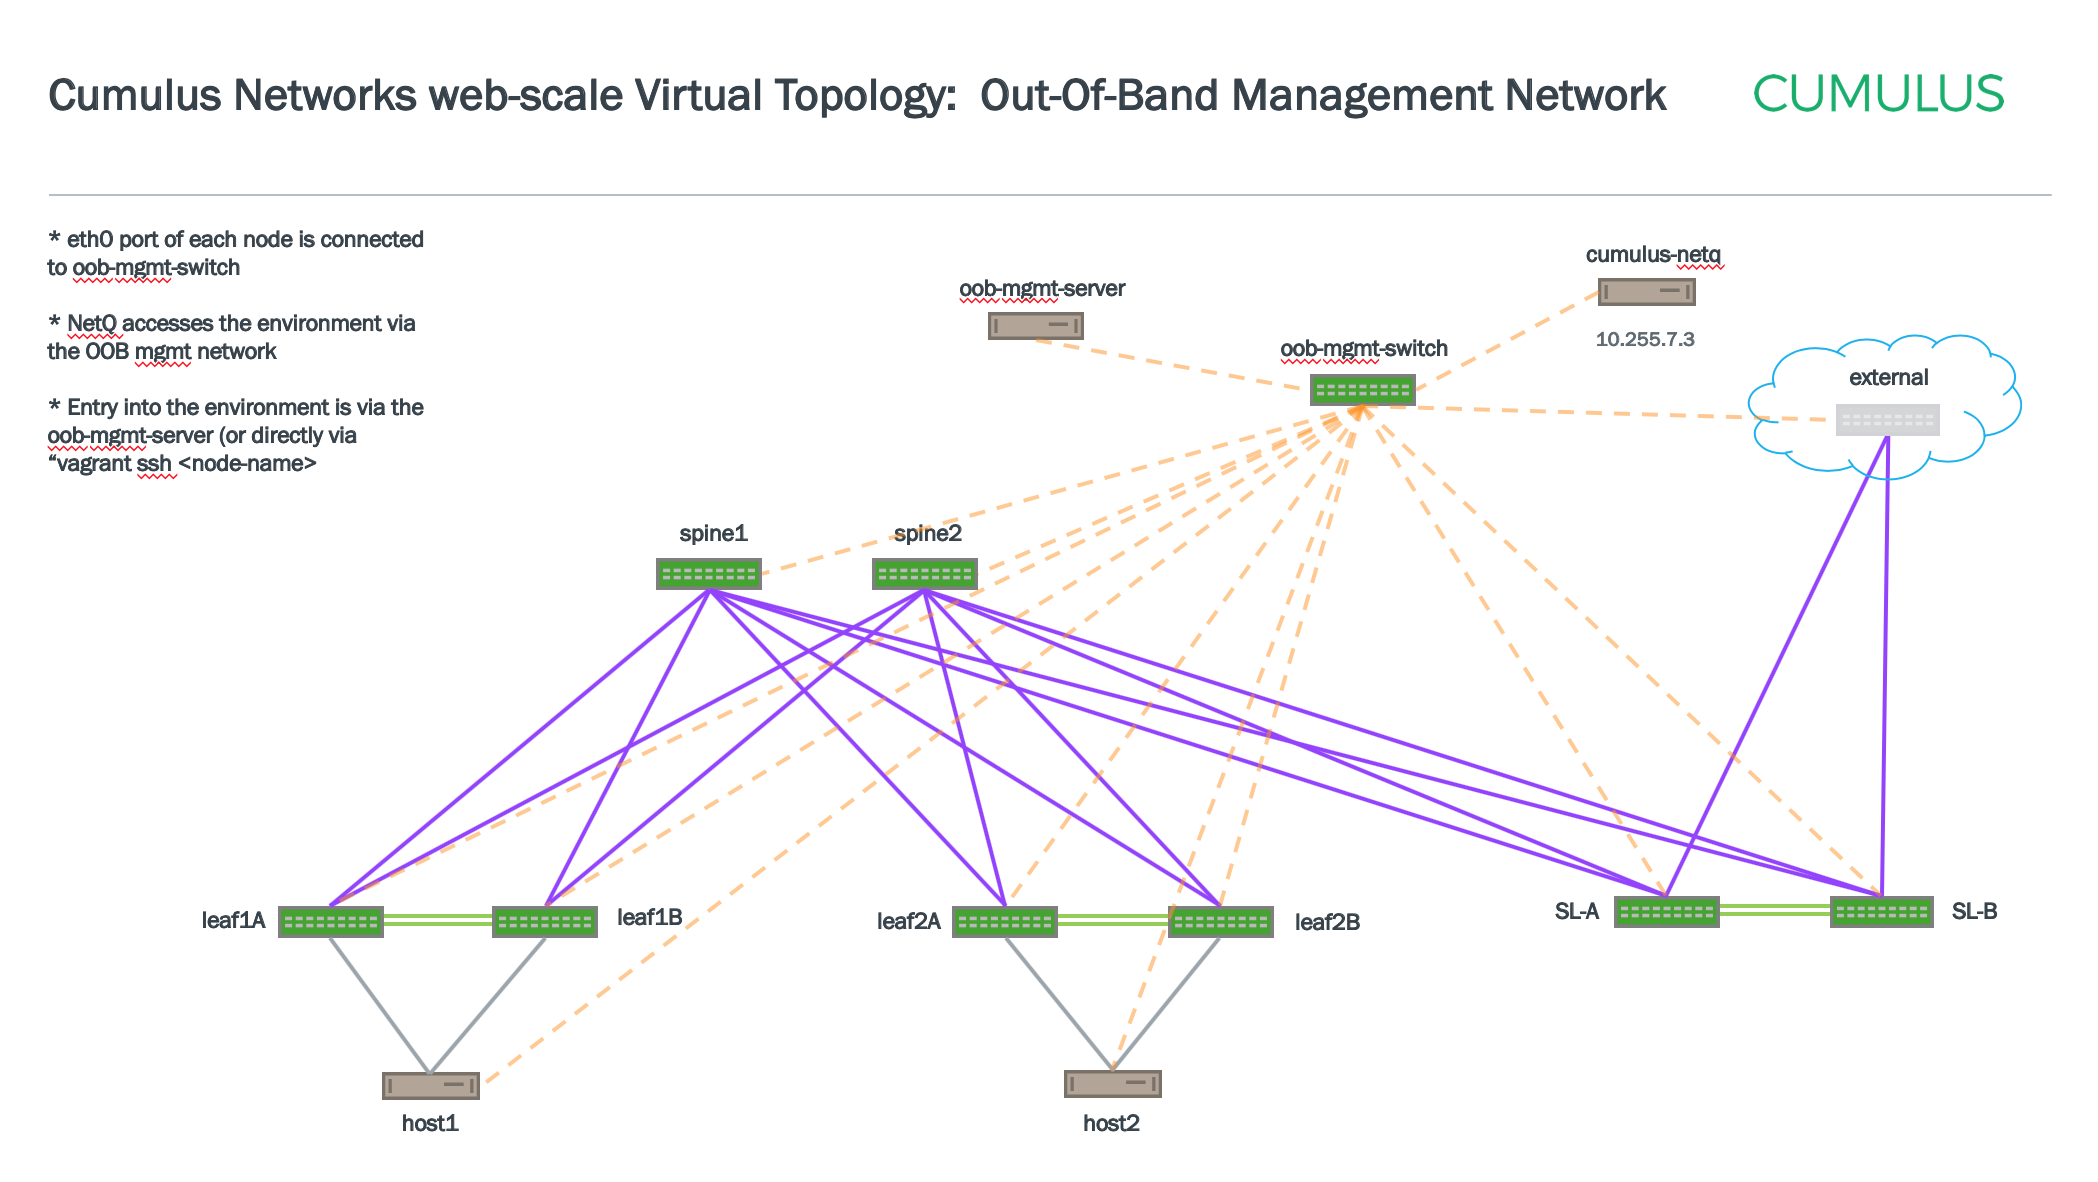 Cumulus Networks web-scale Virtual Topology:  Out-Of-Band Management Network
CUMULUS
* eth0 port of each node is connected
to oob-mgmt-switch
* NetQ accesses the environment via
the OOB mgmt network
* Entry into the environment is via the
oob-mgmt-server (or directly via
“vagrant ssh <node-name>
cumulus-netq
oob-mgmt-server
10.255.7.3
oob-mgmt-switch
external
spine1
spine2
leaf1A
leaf1B
leaf2A
leaf2B
SL-A
SL-B
host1
host2